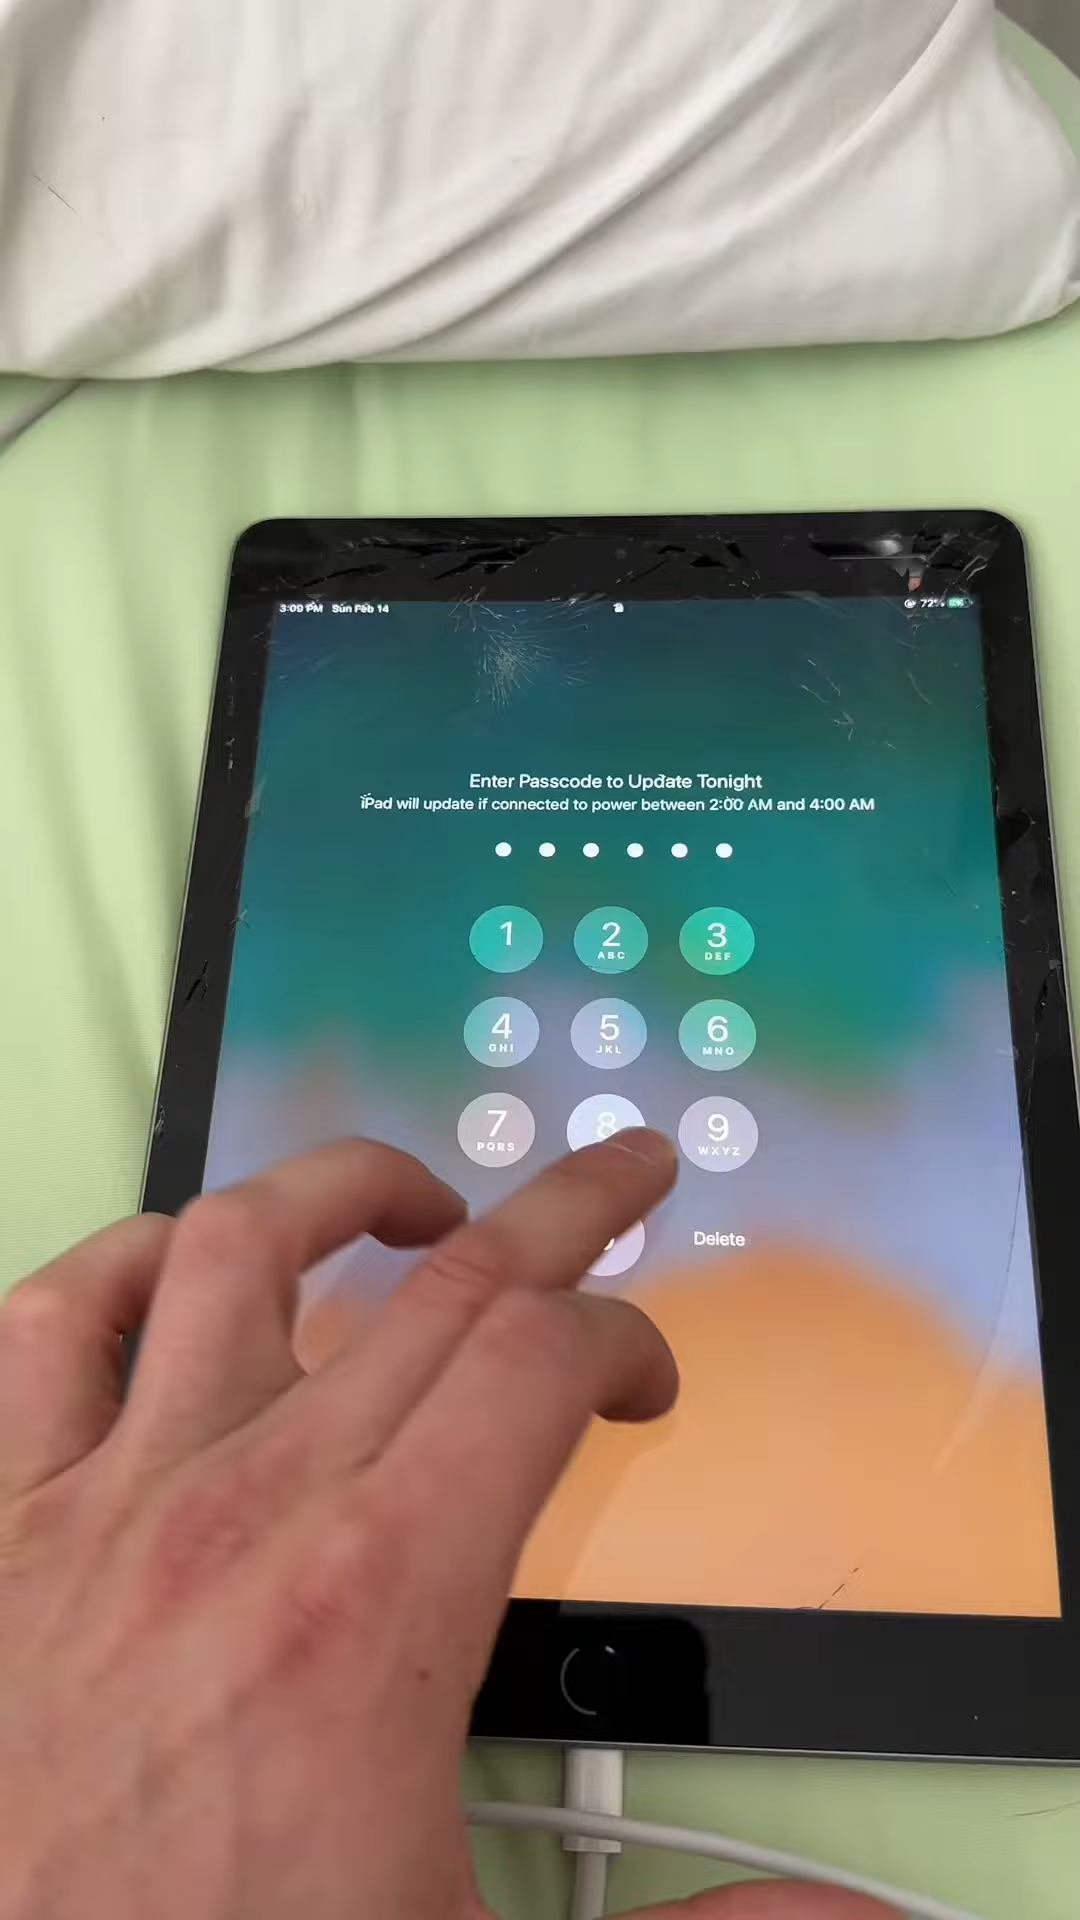 3:09 PM Sun Feb 14
72%
Enter Passcode to Update Tonight
iPad will update if connected to power between 2:00 AM and 4:00 AM
1
2
ABC
3
DEF
4
GHI
5
JKL
6
MNO
7
PQRS
8
9
WXYZ
Delete